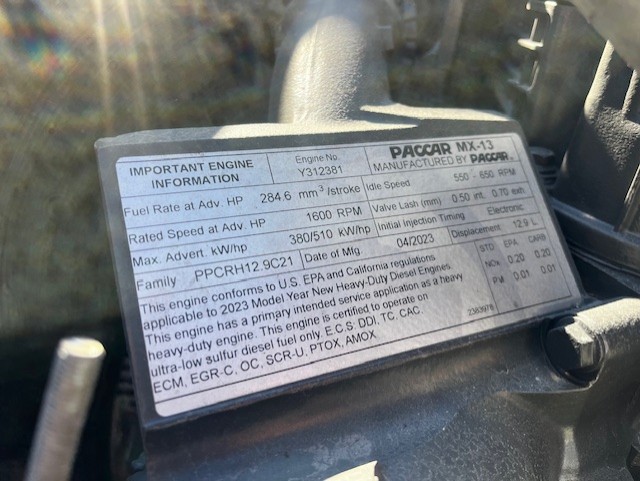 IMPORTANT ENGINE INFORMATION
Engine No. Y312381
PACCAR MX-13
MANUFACTURED BY PACCAR.
Fuel Rate at Adv. HP 284.6 mm³/stroke
Idle Speed 550 - 650 RPM
Rated Speed at Adv. HP 1600 RPM
Valve Lash (mm) 0.50 int. 0.70 exh.
Max. Advert. kW/hp 380/510 kW/hp
Initial Injection Timing Electronic
Family PPCRH12.9C21
Date of Mfg. 04/2023
Displacement 12.9 L
This engine conforms to U.S. EPA and California regulations
applicable to 2023 Model Year New Heavy-Duty Diesel Engines.
This engine has a primary intended service application as a heavy
heavy-duty engine. This engine is certified to operate on
ultra-low sulfur diesel fuel only. E.C.S. DDI, TC, CAC,
ECM, EGR-C, OC, SCR-U, PTOX, AMOX.
STD EPA CARB
NOx 0.20 0.20
PM 0.01 0.01